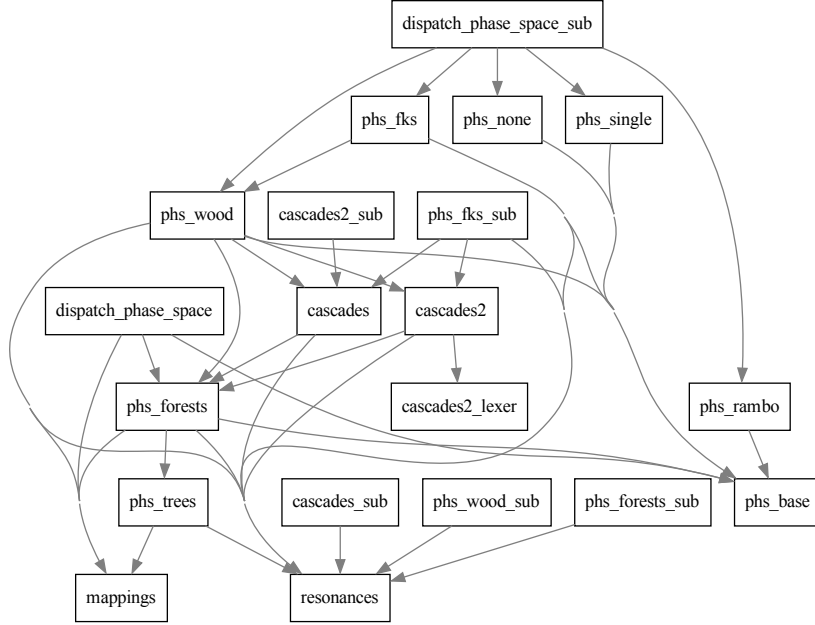 dispatch_phase_space_sub
phs_fks
phs_none
phs_single
phs_wood
cascades2_sub
phs_fks_sub
dispatch_phase_space
cascades
cascades2
phs_forests
cascades2_lexer
phs_rambo
phs_trees
cascades_sub
phs_wood_sub
phs_forests_sub
phs_base
mappings
resonances